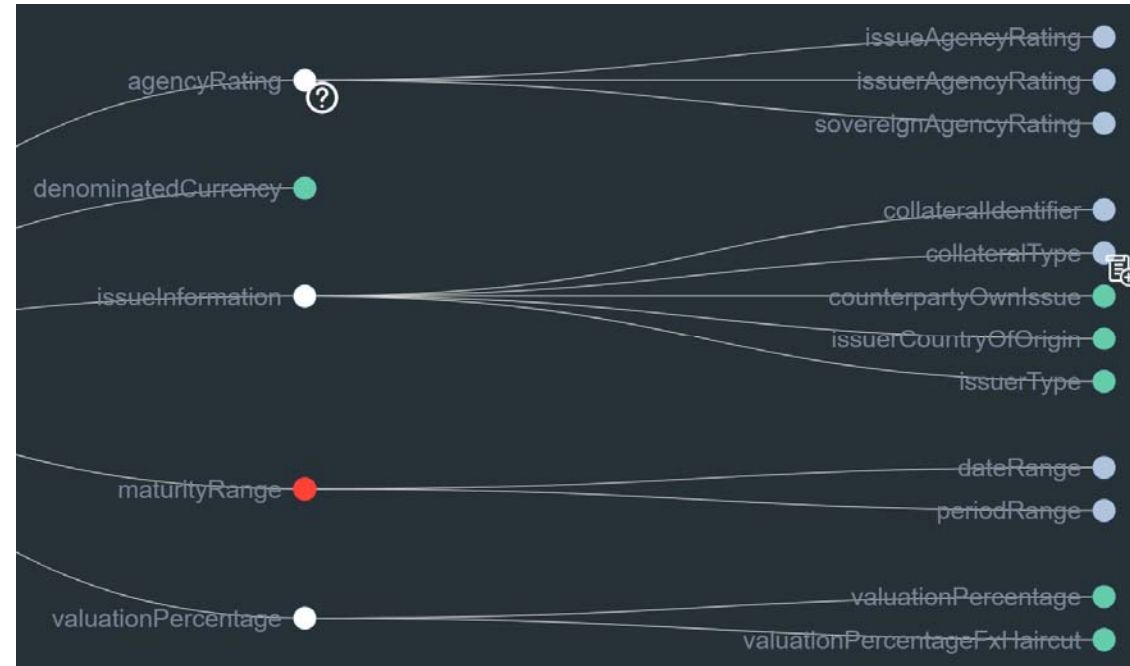 issueAgencyRating
agencyRating
issuerAgencyRating
?
sovereignAgencyRating
denominatedCurrency
collateralIdentifier
collateralType
issueInformation
counterpartyOwnIssue
issuerCountryOfOrigin
issuerType
dateRange
maturityRange
periodRange
valuationPercentage
valuationPercentage
valuationPercentageFxHaircut